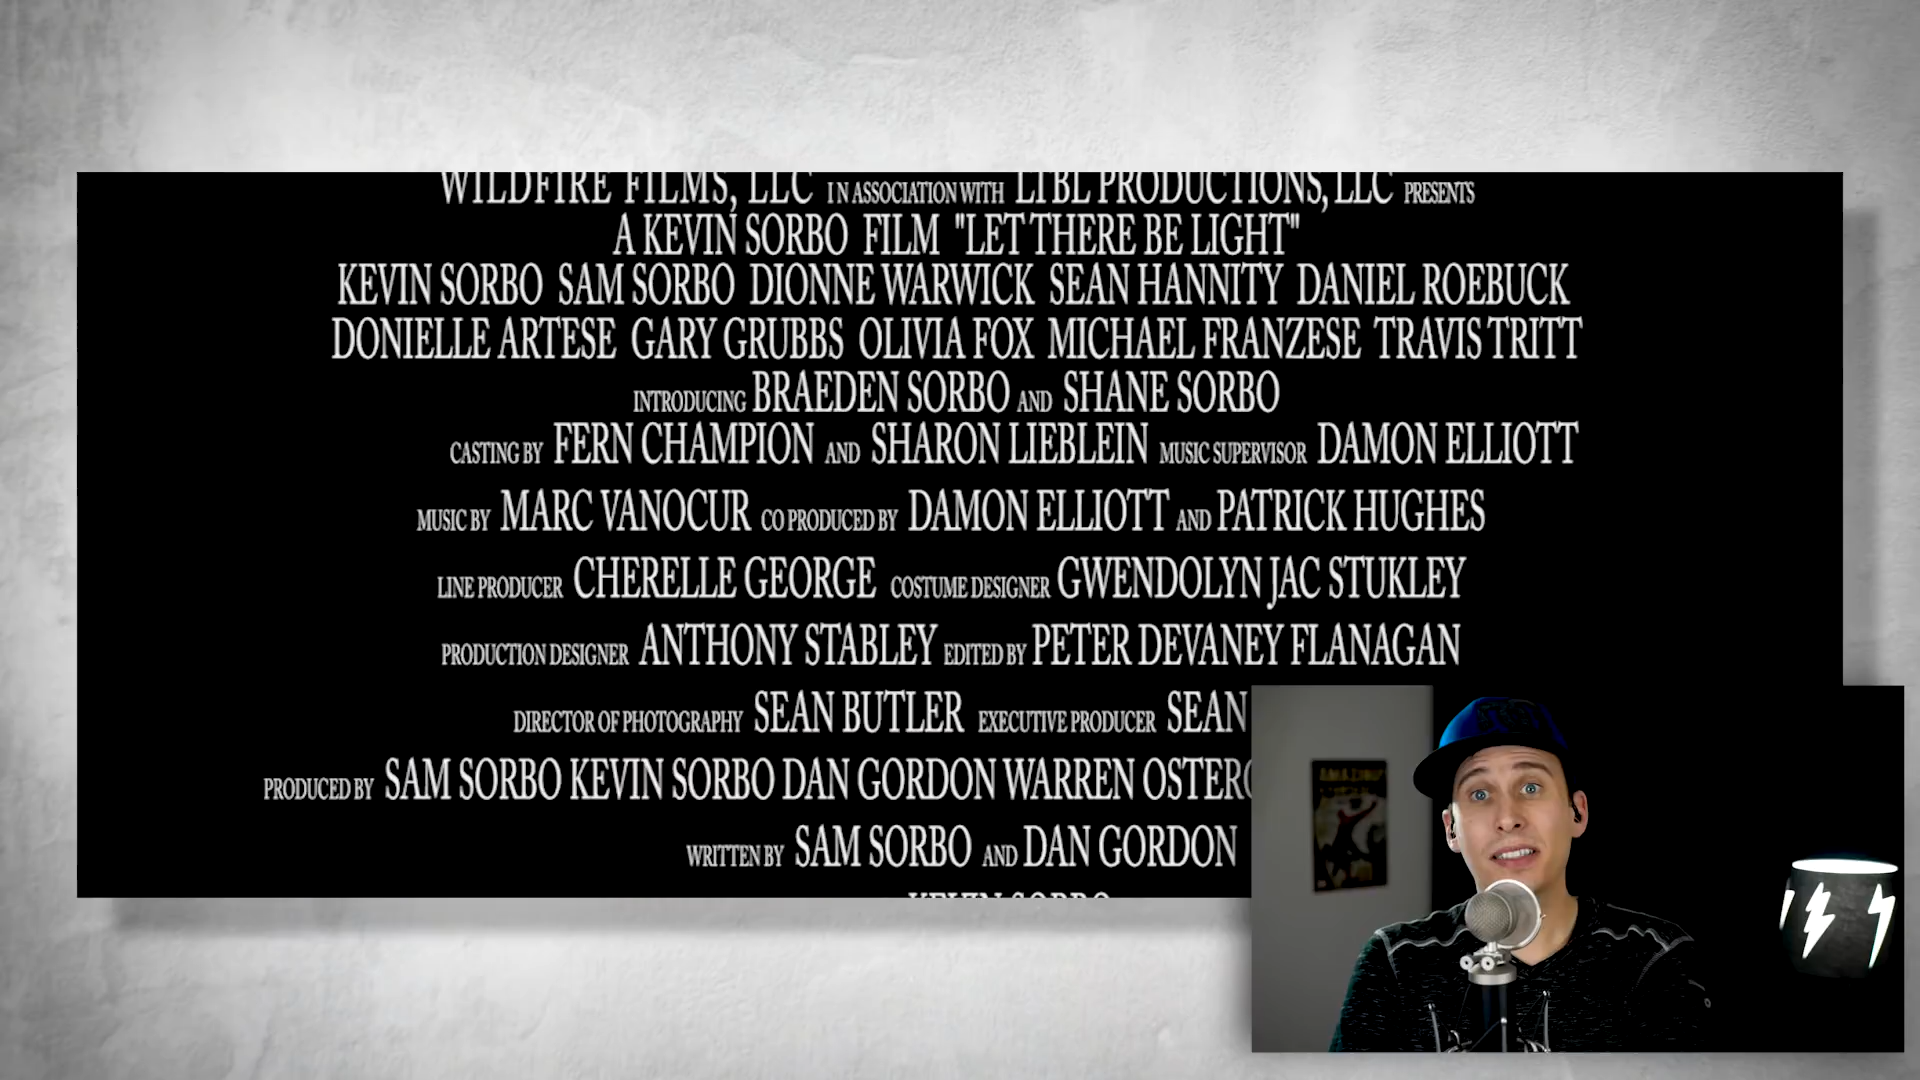 WILDFIRE FILMS, LLC IN ASSOCIATION WITH LTBL PRODUCTIONS, LLC PRESENTS
A KEVIN SORBO FILM "LET THERE BE LIGHT"
KEVIN SORBO SAM SORBO DIONNE WARWICK SEAN HANNITY DANIEL ROEBUCK
DONIELLE ARTESE GARY GRUBBS OLIVIA FOX MICHAEL FRANZESE TRAVIS TRITT
INTRODUCING BRAEDEN SORBO AND SHANE SORBO
CASTING BY FERN CHAMPION AND SHARON LIEBLEIN MUSIC SUPERVISOR DAMON ELLIOTT
MUSIC BY MARC VANOCUR CO PRODUCED BY DAMON ELLIOTT AND PATRICK HUGHES
LINE PRODUCER CHERELLE GEORGE COSTUME DESIGNER GWENDOLYN JAC STUKLEY
PRODUCTION DESIGNER ANTHONY STABLEY EDITED BY PETER DEVANEY FLANAGAN
DIRECTOR OF PHOTOGRAPHY SEAN BUTLER EXECUTIVE PRODUCER SEAN
PRODUCED BY SAM SORBO KEVIN SORBO DAN GORDON WARREN
WRITTEN BY SAM SORBO AND DAN GORDON
KEVIN SORBO
AMAZING